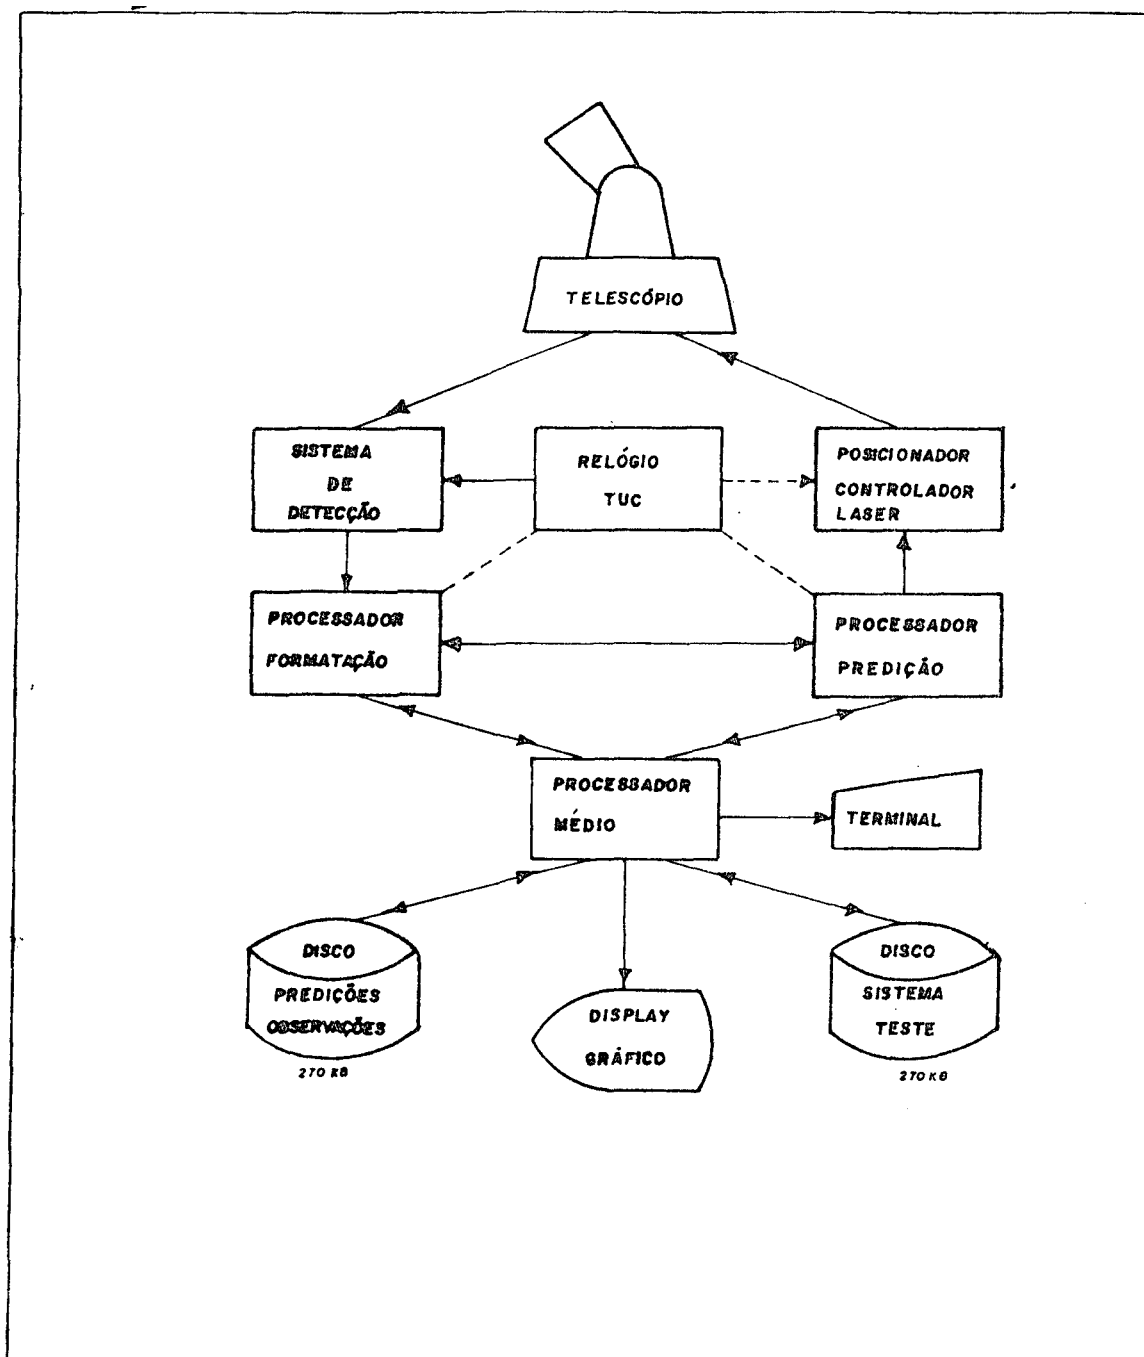 TELESCÓPIO
SISTEMA
DE
DETECÇÃO
RELÓGIO
TUC
POSICIONADOR
CONTROLADOR
LASER
PROCESSADOR
FORMATAÇÃO
PROCESSADOR
PREDIÇÃO
PROCESSADOR
MÉDIO
TERMINAL
DISCO
PREDIÇÕES
OBSERVAÇÕES
270 KB
DISPLAY
GRÁFICO
DISCO
SISTEMA
TESTE
270 KB